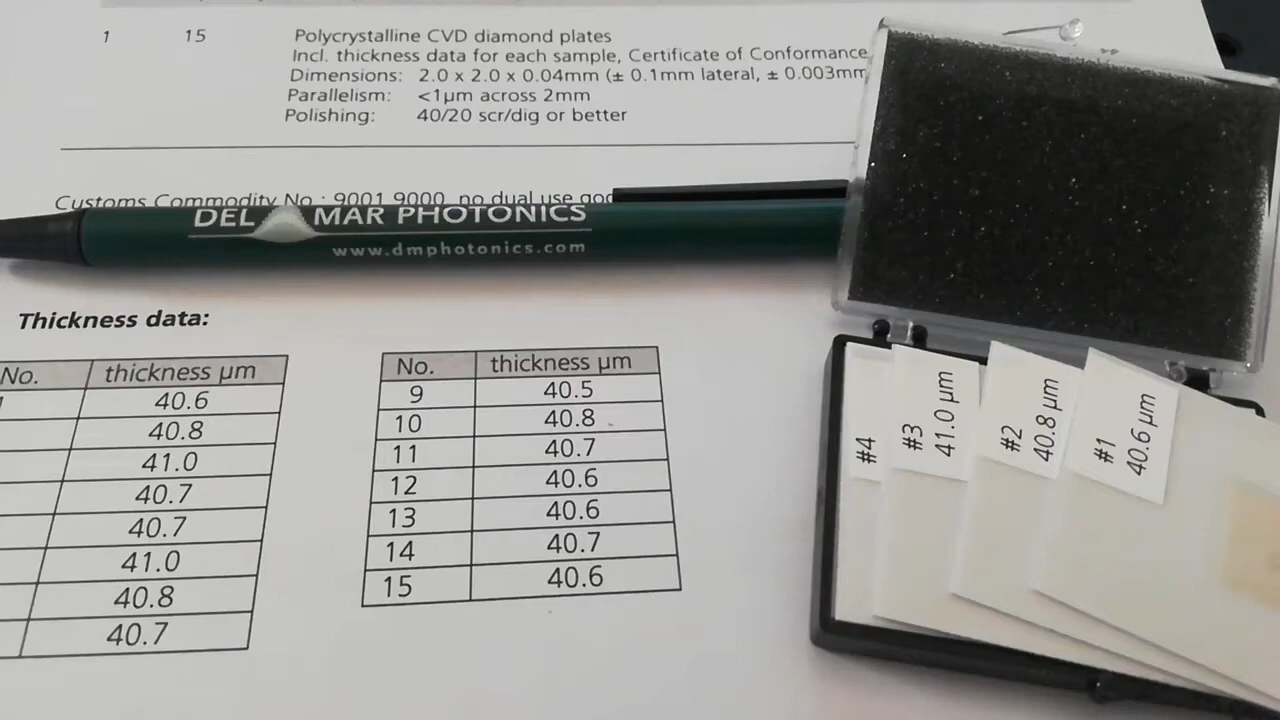 1 15 Polycrystalline CVD diamond plates
Incl. thickness data for each sample, Certificate of Conformance
Dimensions: 2.0 x 2.0 x 0.04mm (± 0.1mm lateral, ± 0.003mm
Parallelism: <1µm across 2mm
Polishing: 40/20 scr/dig or better
Customs Commodity No.: 9001 9000, no dual use
DEL MAR PHOTONICS
www.dmphotonics.com
Thickness data:
No. thickness µm
40.6
40.8
41.0
40.7
40.7
41.0
40.8
40.7
No. thickness µm
9 40.5
10 40.8
11 40.7
12 40.6
13 40.6
14 40.7
15 40.6
#4
#3
41.0 µm
#2
40.8 µm
#1
40.6 µm